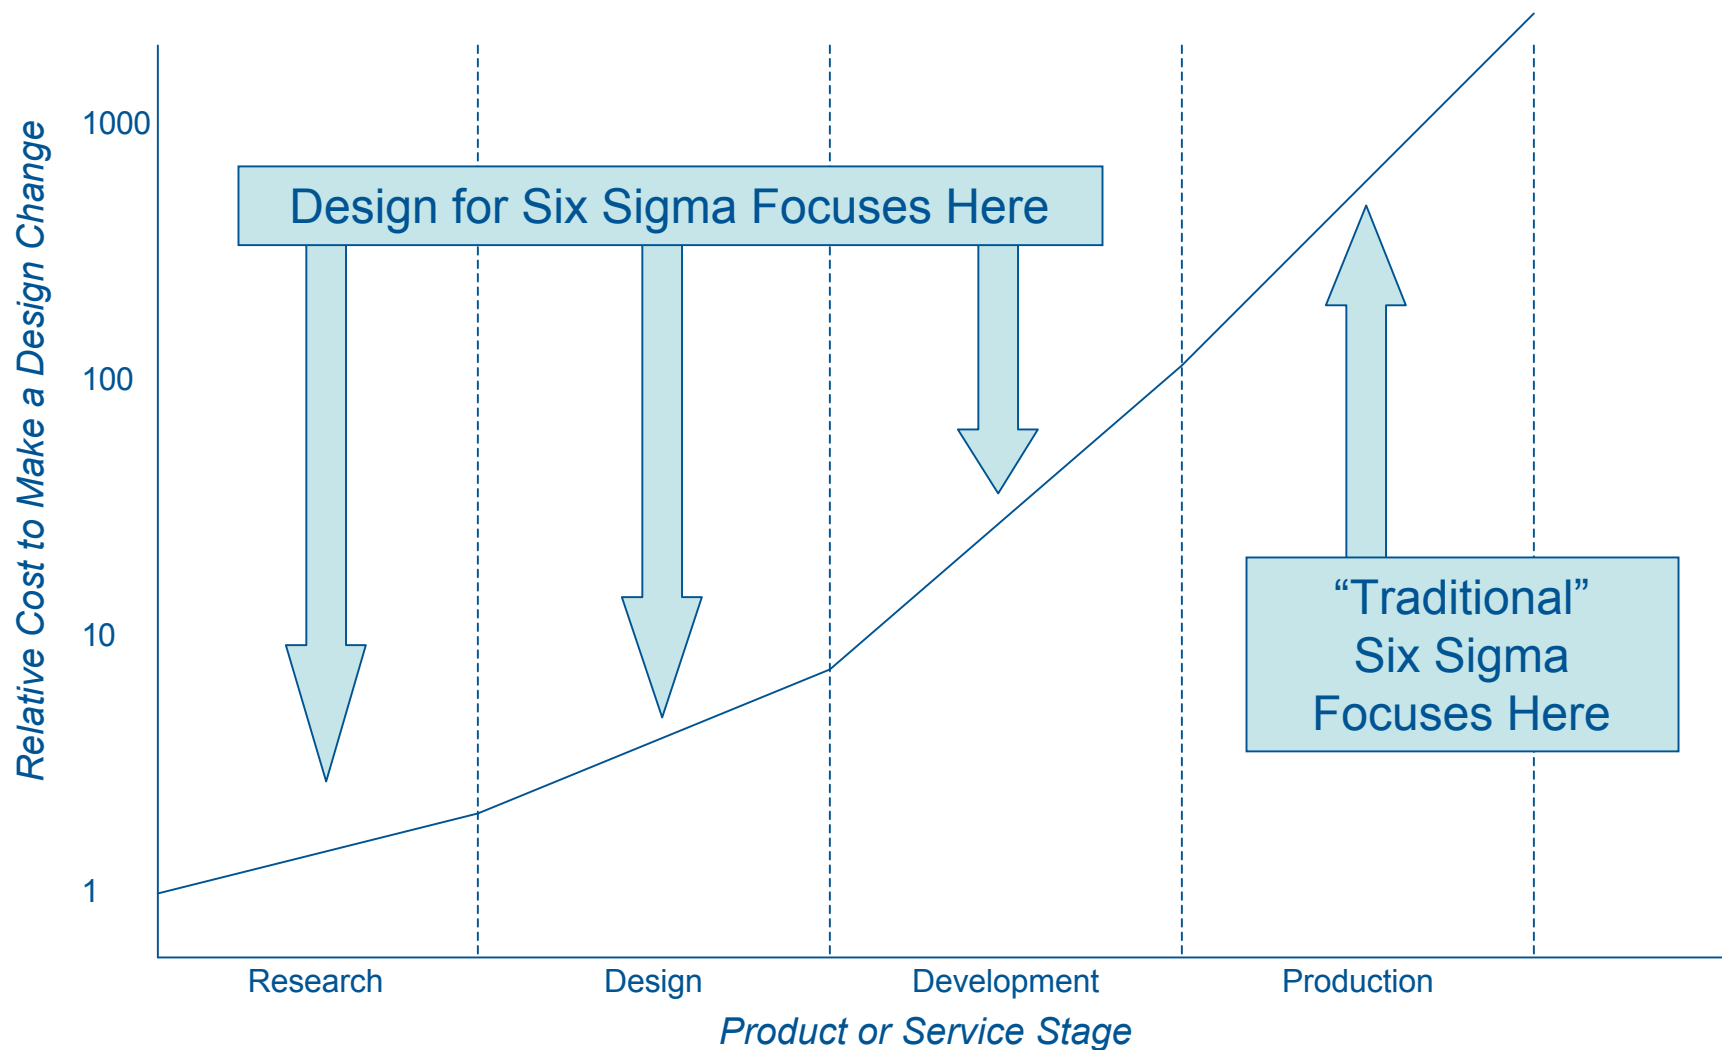 Relative Cost to Make a Design Change
1000
100
10
1
Design for Six Sigma Focuses Here
“Traditional”
Six Sigma
Focuses Here
Research
Design
Development
Production
Product or Service Stage